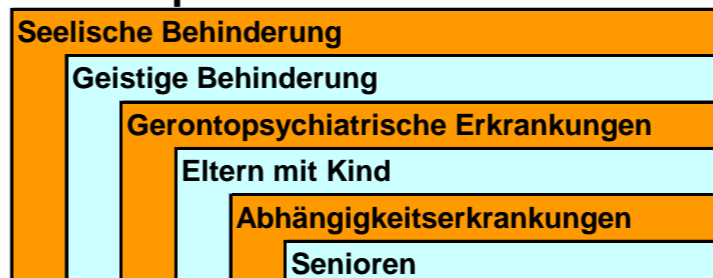 Seelische Behinderung
Geistige Behinderung
Gerontopsychiatrische Erkrankungen
Eltern mit Kind
Abhängigkeitserkrankungen
Senioren